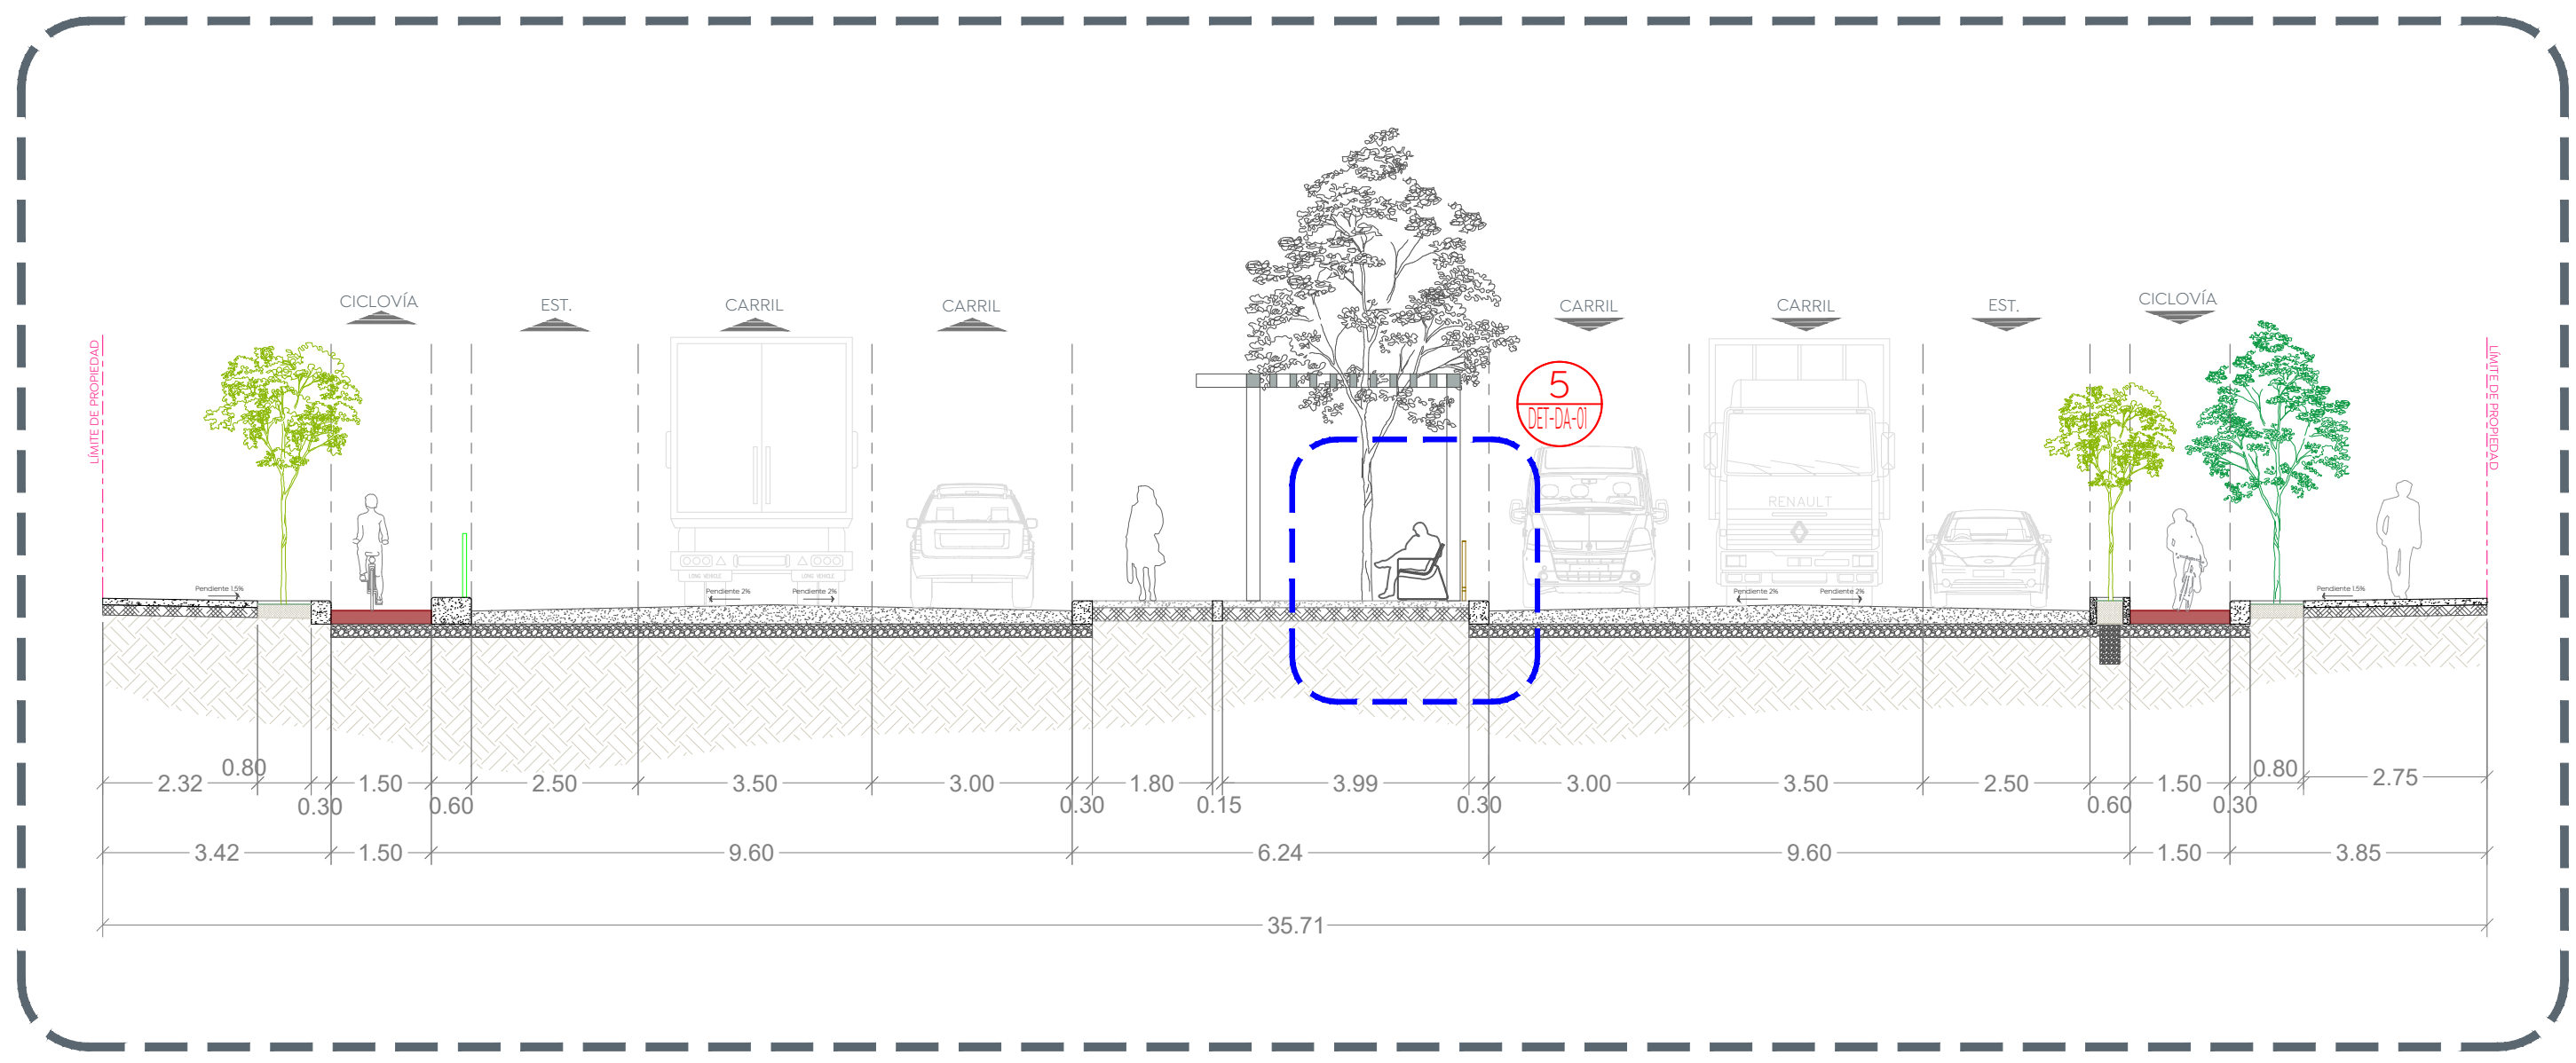 CICLOVÍA
EST.
CARRIL
CARRIL
CARRIL
CARRIL
EST.
CICLOVÍA
LÍMITE DE PROPIEDAD
LÍMITE DE PROPIEDAD
5
DET-DA-01
RENAULT
LONG VEHICLE
LONG VEHICLE
Pendiente 1.5%
Pendiente 2%
Pendiente 2%
Pendiente 2%
Pendiente 2%
Pendiente 1.5%
2.32
0.80
0.30
1.50
0.60
2.50
3.50
3.00
0.30
1.80
0.15
3.99
0.30
3.00
3.50
2.50
0.60
1.50
0.30
0.80
2.75
3.42
1.50
9.60
6.24
9.60
1.50
3.85
35.71